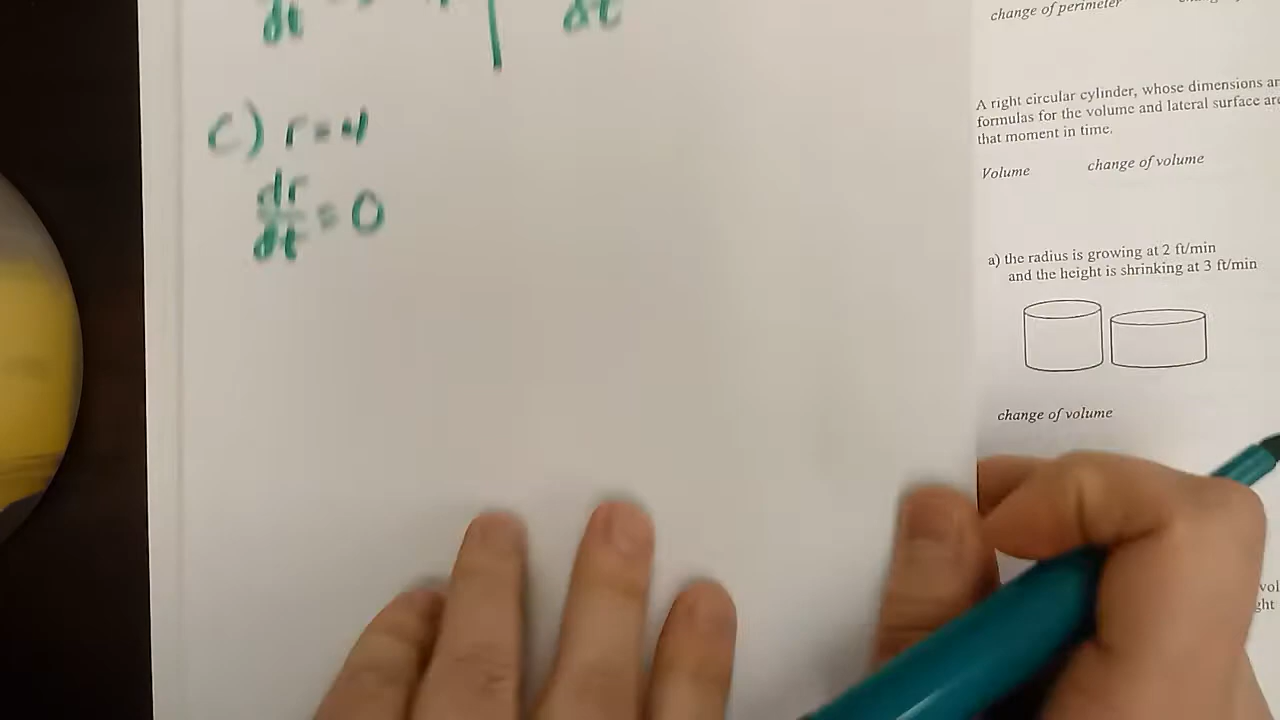 dt
dt
c) r = 4
dr
dt = 0
change of perimeter
A right circular cylinder, whose dimensions
formulas for the volume and lateral surface
that moment in time.
Volume change of volume
a) the radius is growing at 2 ft/min
and the height is shrinking at 3 ft/min
change of volume